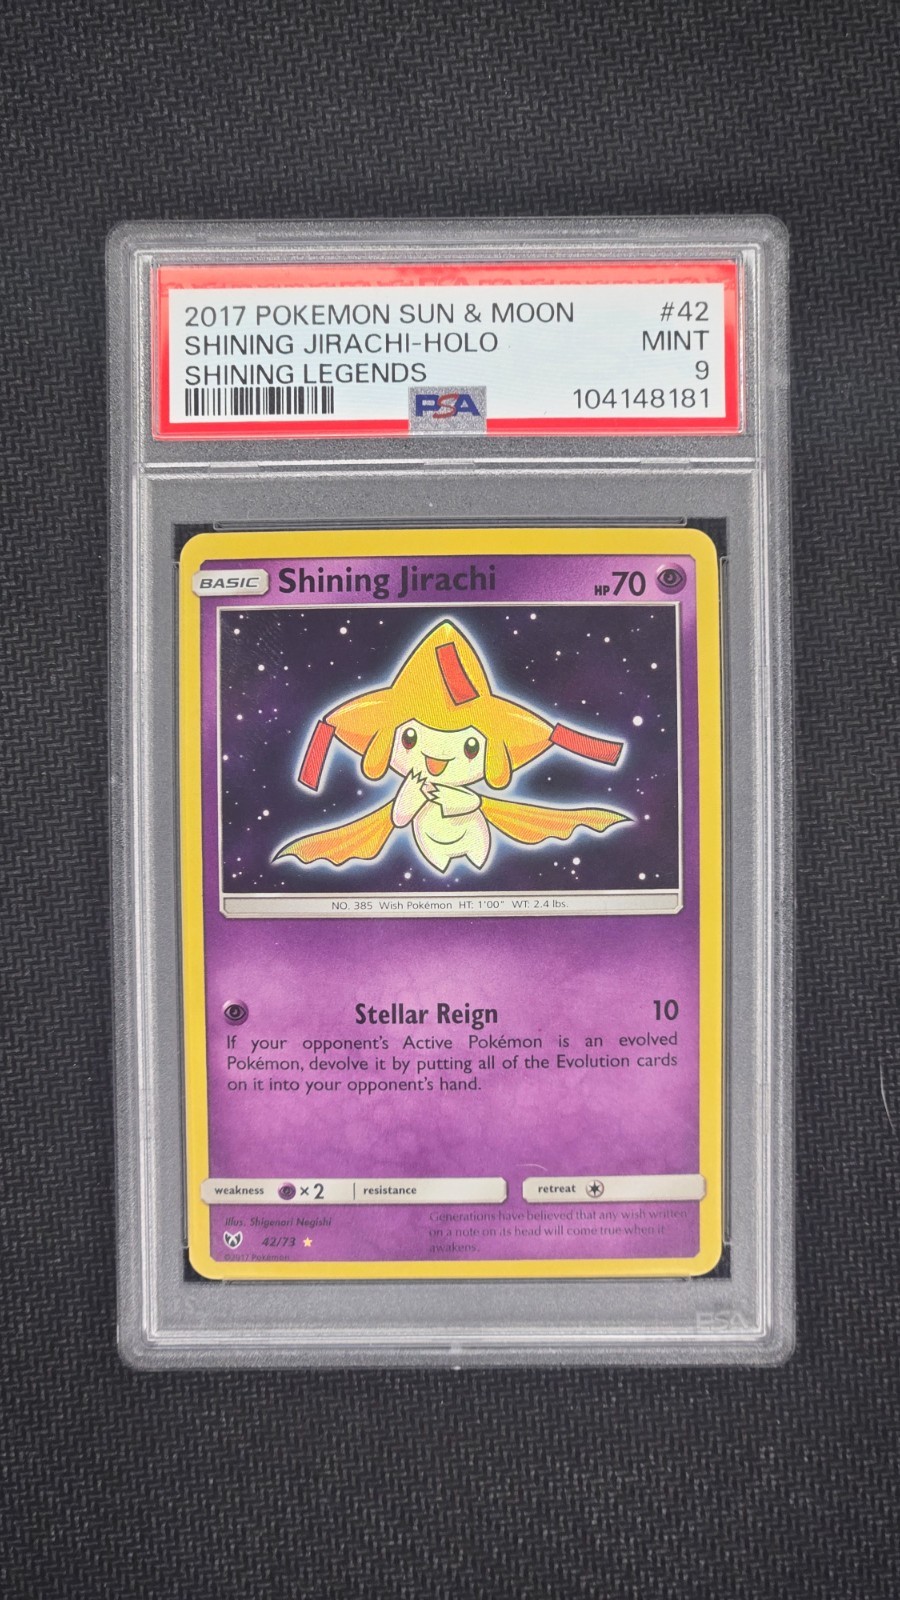 2017 POKEMON SUN & MOON #42
SHINING JIRACHI-HOLO MINT
SHINING LEGENDS 9
PSA 104148181
BASIC Shining Jirachi HP 70
NO. 385 Wish Pokémon HT: 1'00" WT: 2.4 lbs.
Stellar Reign 10
If your opponent's Active Pokémon is an evolved
Pokémon, devolve it by putting all of the Evolution cards
on it into your opponent's hand.
weakness ×2 resistance retreat
Illus. Shigenori Negishi
42/73
©2017 Pokémon
Generations have believed that any wish written
on a note on its head will come true when it
awakens.
PSA